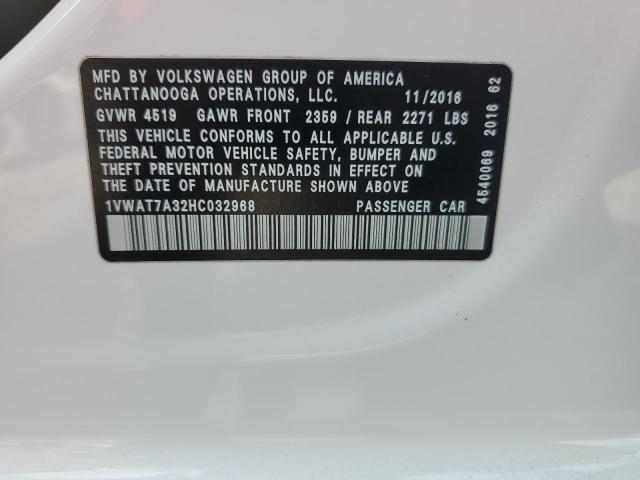 MFD BY VOLKSWAGEN GROUP OF AMERICA
CHATTANOOGA OPERATIONS, LLC. 11/2016
GVWR 4519 GAWR FRONT 2359 / REAR 2271 LBS
THIS VEHICLE CONFORMS TO ALL APPLICABLE U.S.
FEDERAL MOTOR VEHICLE SAFETY, BUMPER AND
THEFT PREVENTION STANDARDS IN EFFECT ON
THE DATE OF MANUFACTURE SHOWN ABOVE
1VWAT7A32HC032968 PASSENGER CAR
4540069 2016 62